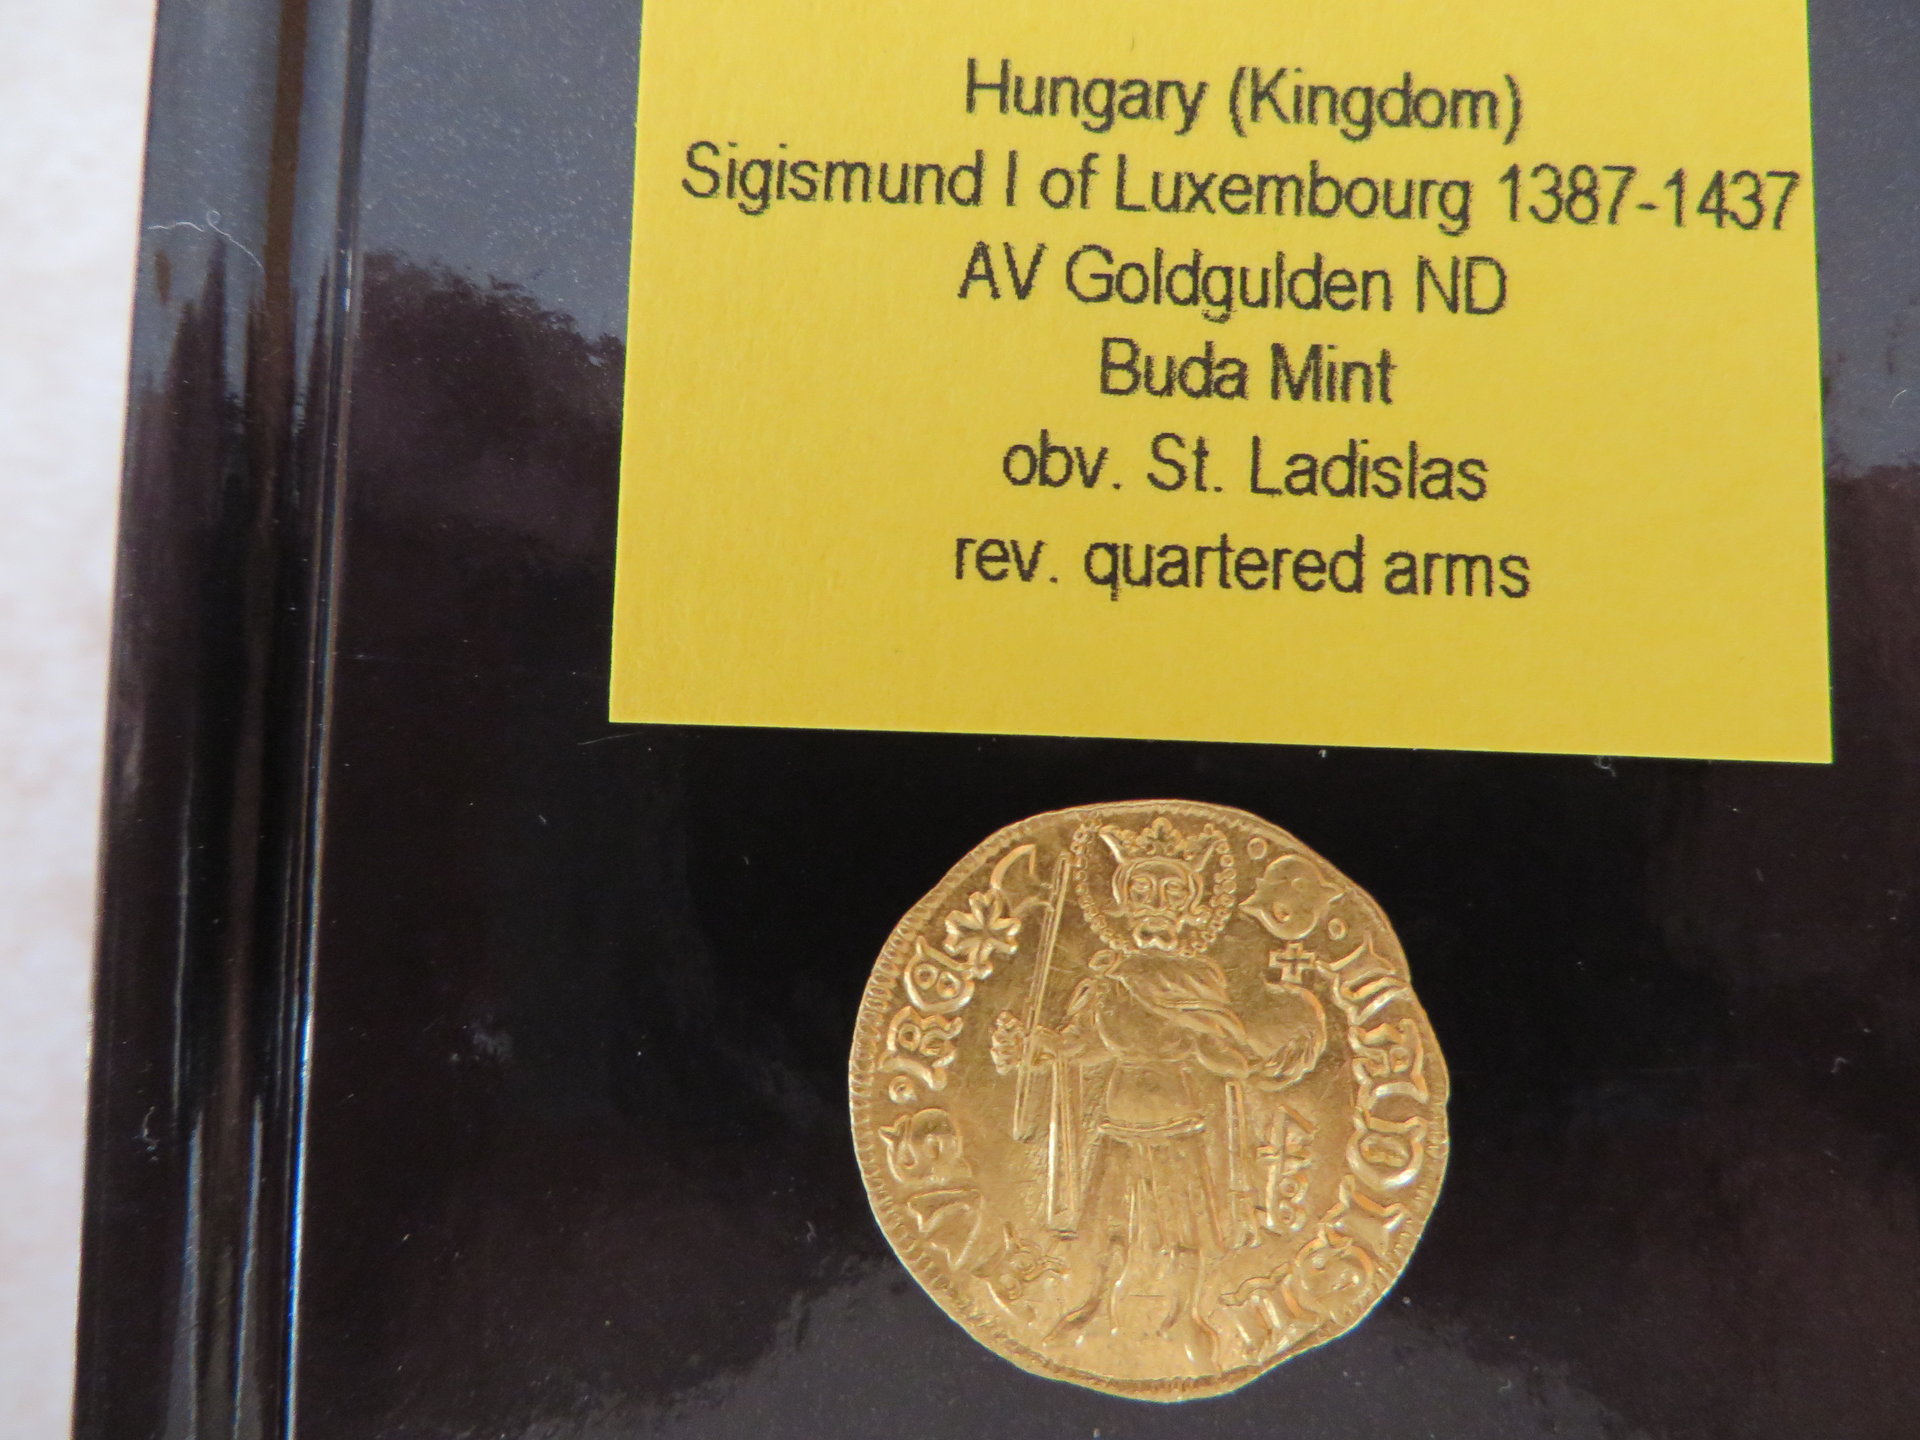 Hungary (Kingdom)
Sigismund I of Luxembourg 1387-1437
AV Goldgulden ND
Buda Mint
obv. St. Ladislas
rev. quartered arms